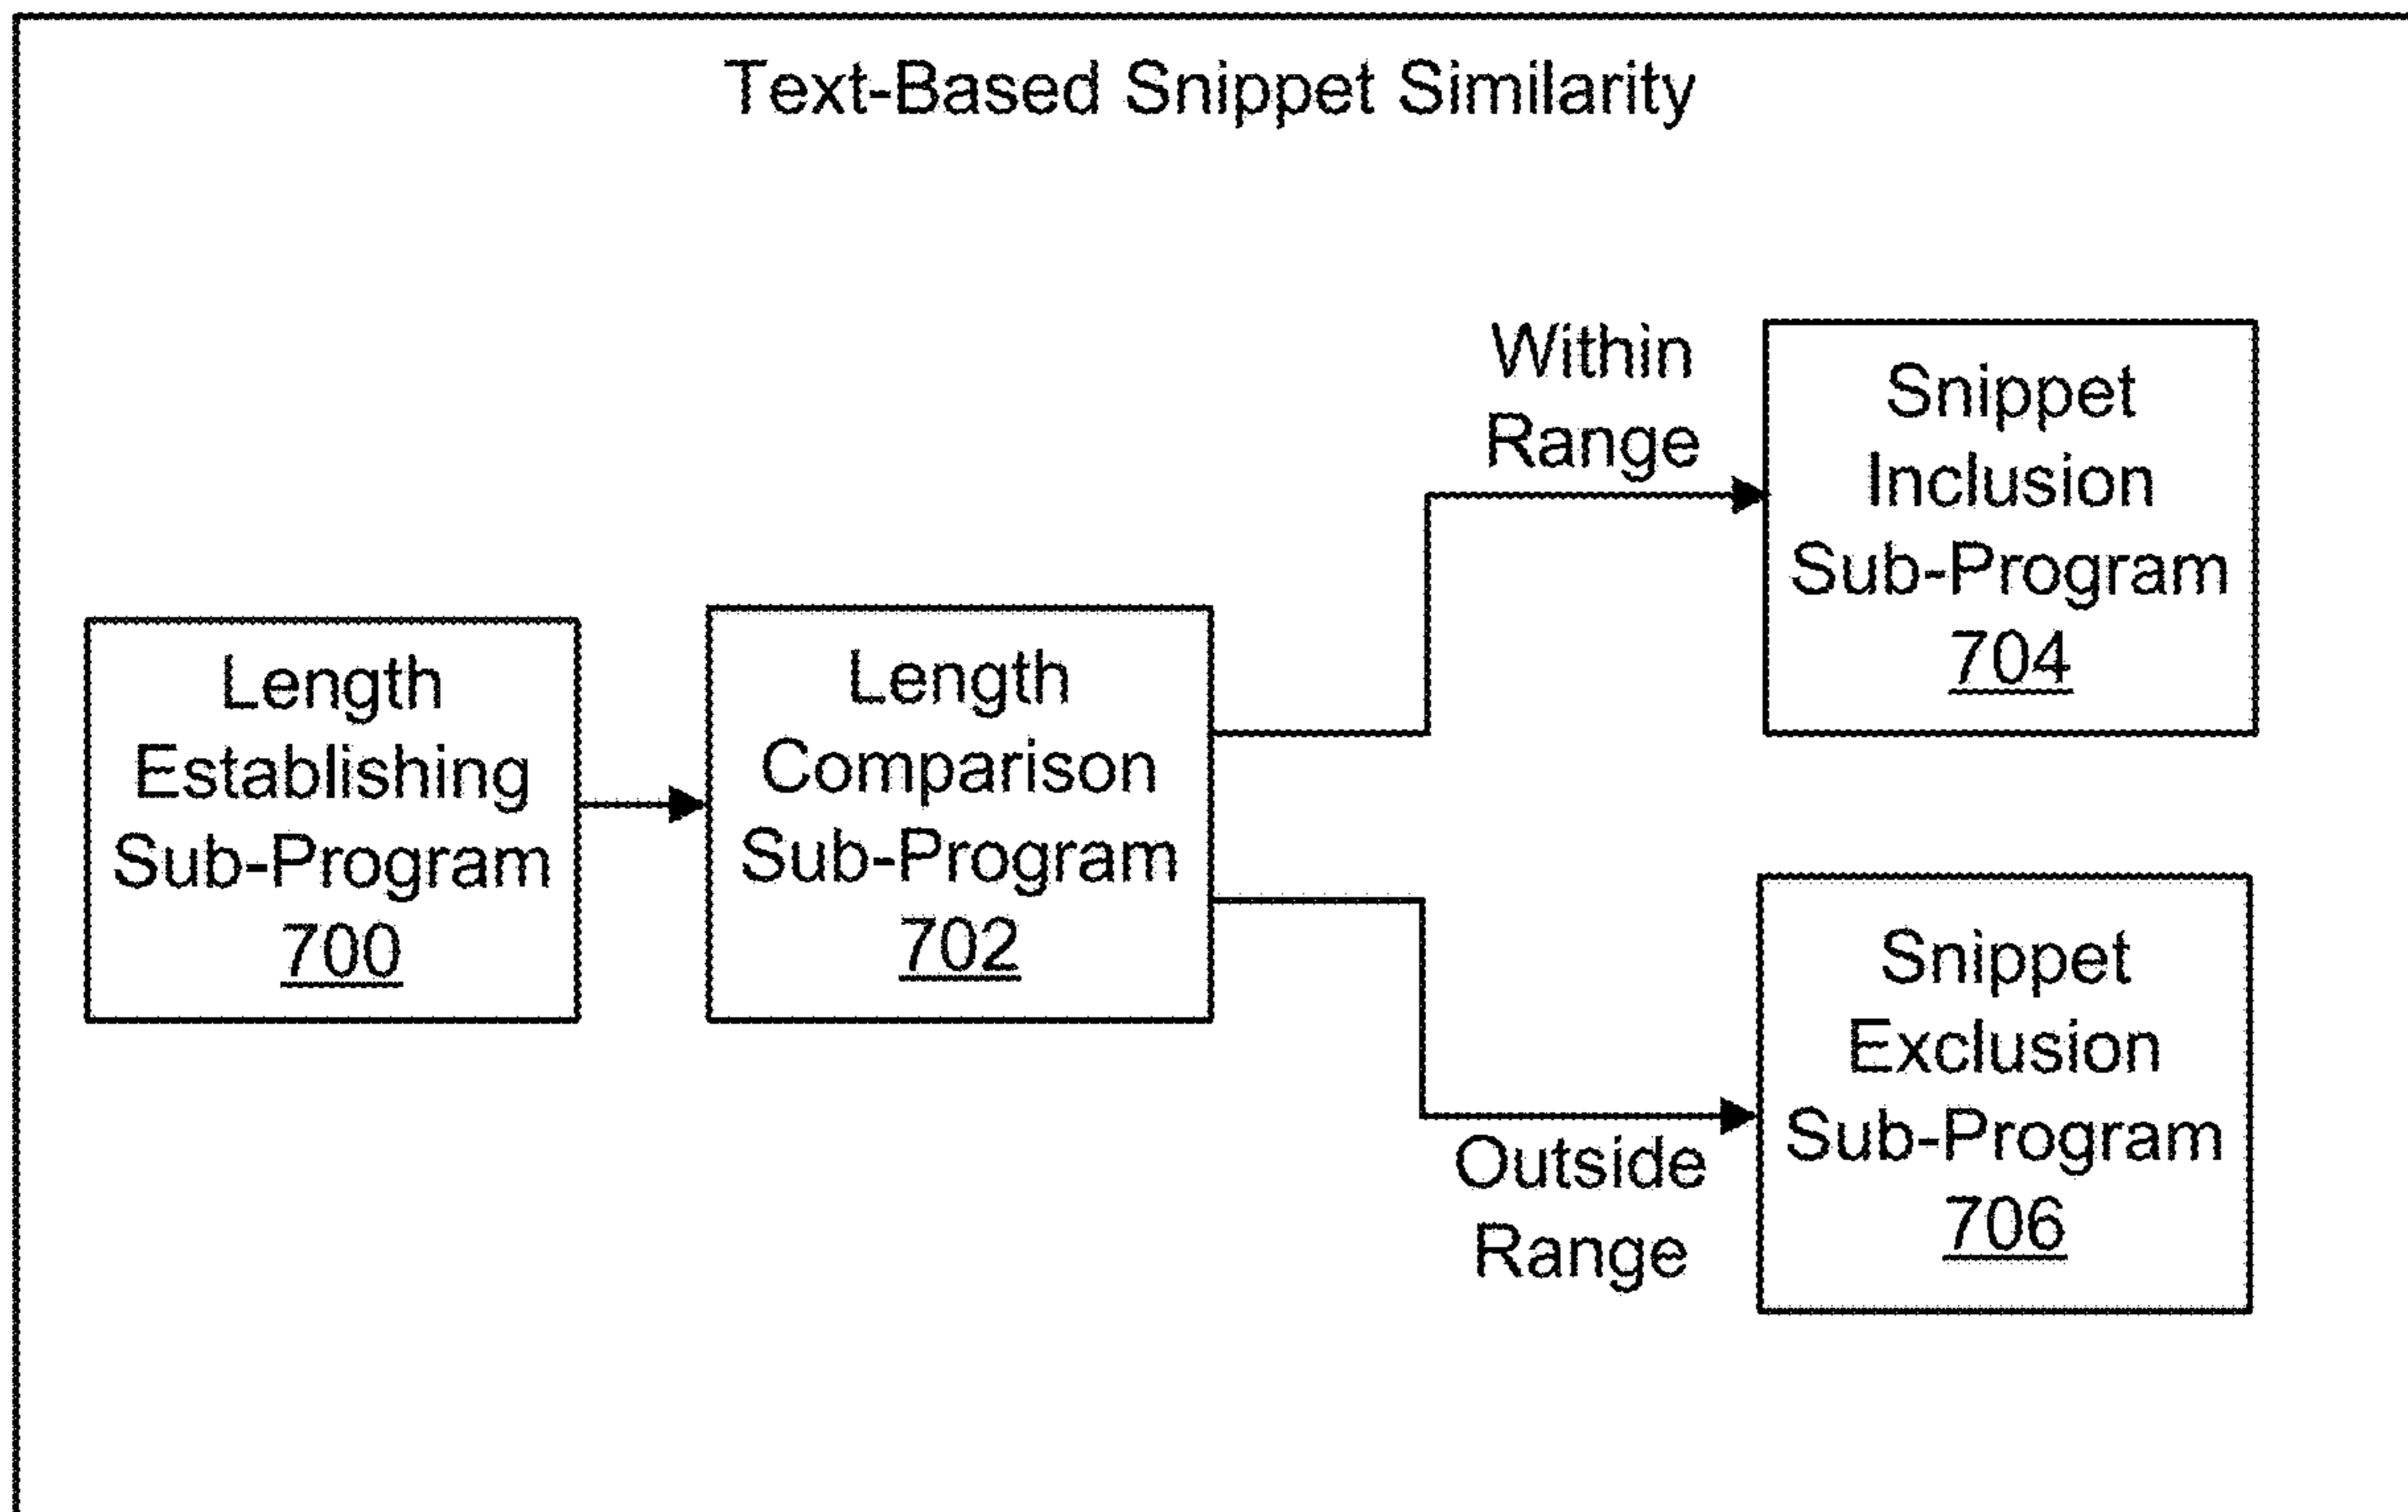 Text-Based Snippet Similarity
Length
Establishing
Sub-Program
700
Length
Comparison
Sub-Program
702
Within
Range
Snippet
Inclusion
Sub-Program
704
Outside
Range
Snippet
Exclusion
Sub-Program
706